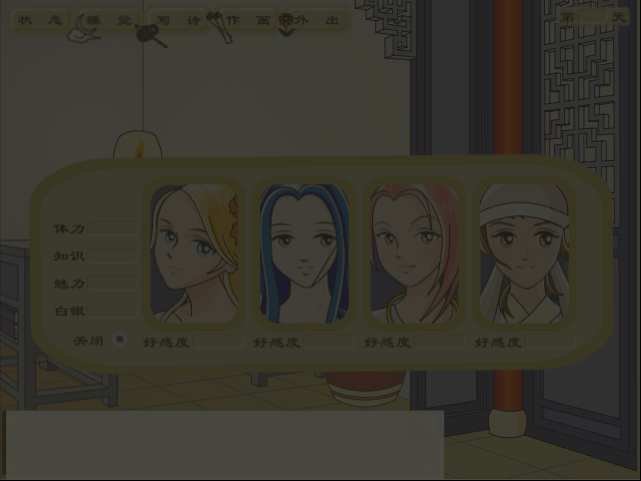 状态 睡觉 写诗 作画 外出 第 天
体力
知识
魅力
白银
关闭
好感度 好感度 好感度 好感度